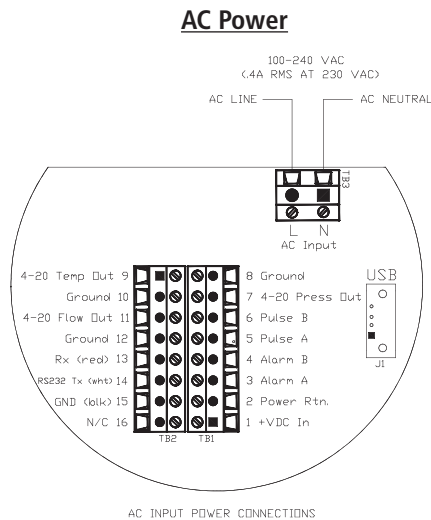 AC Power
100-240 VAC
(.4A RMS AT 230 VAC)
AC LINE
AC NEUTRAL
TB3
L N
AC Input
4-20 Temp Out 9
Ground 10
4-20 Flow Out 11
Ground 12
Rx (red) 13
RS232 Tx (wht) 14
GND (blk) 15
N/C 16
8 Ground
7 4-20 Press Out
6 Pulse B
5 Pulse A
4 Alarm B
3 Alarm A
2 Power Rtn.
1 +VDC In
TB2 TB1
USB
J1
AC INPUT POWER CONNECTIONS